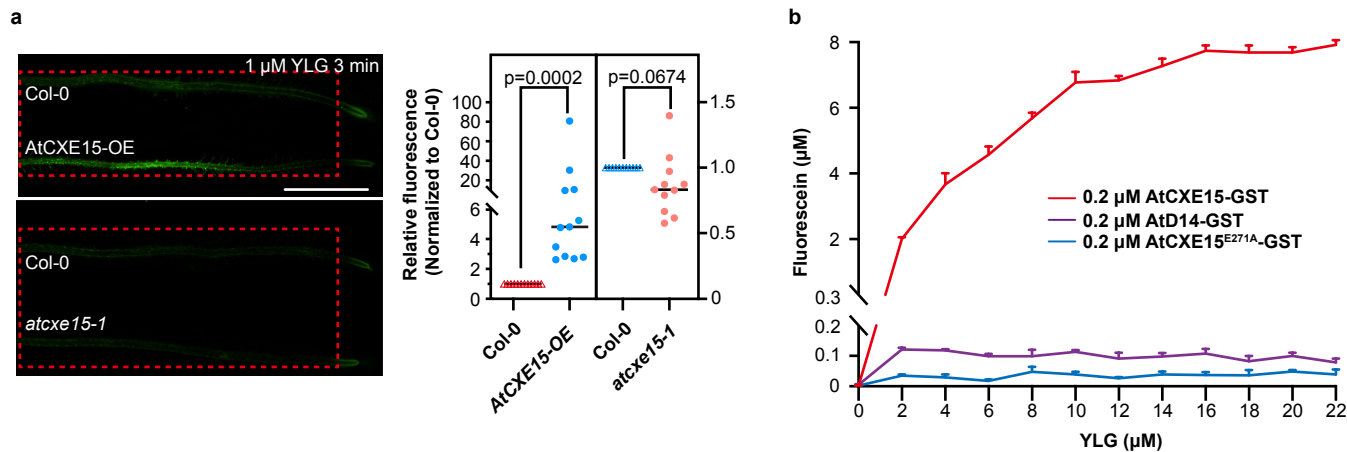 a
1 µM YLG 3 min
Col-0
AtCXE15-OE
Col-0
atcxe15-1
Relative fluorescence
(Normalized to Col-0)
p=0.0002
p=0.0674
100
80
60
40
20
6
4
2
1
0
1.5
1.0
0.5
0
Col-0
AtCXE15-OE
Col-0
atcxe15-1
b
Fluorescein (µM)
8
6
4
2
0.3
0.2
0.1
0
0.2 µM AtCXE15-GST
0.2 µM AtD14-GST
0.2 µM AtCXE15E271A-GST
0 2 4 6 8 10 12 14 16 18 20 22
YLG (µM)